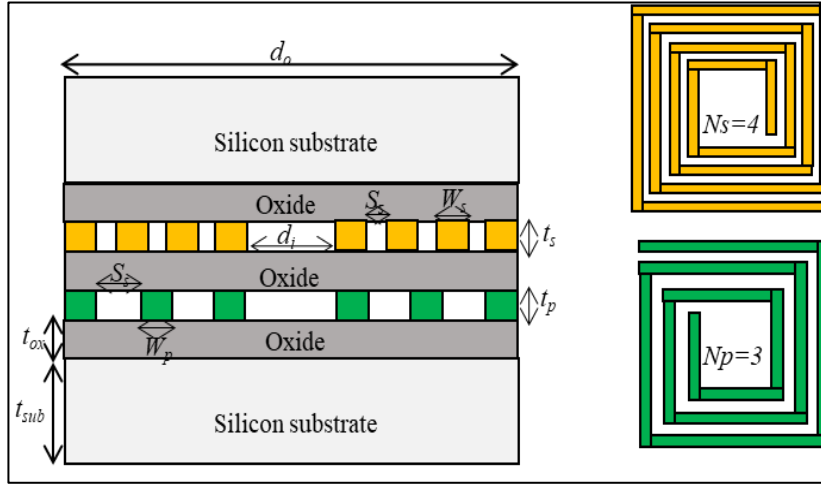 d_o
Silicon substrate
S_s
W_s
Oxide
t_s
d_i
S_s
Oxide
t_p
t_ox
Oxide
W_p
t_sub
Silicon substrate
Ns=4
Np=3